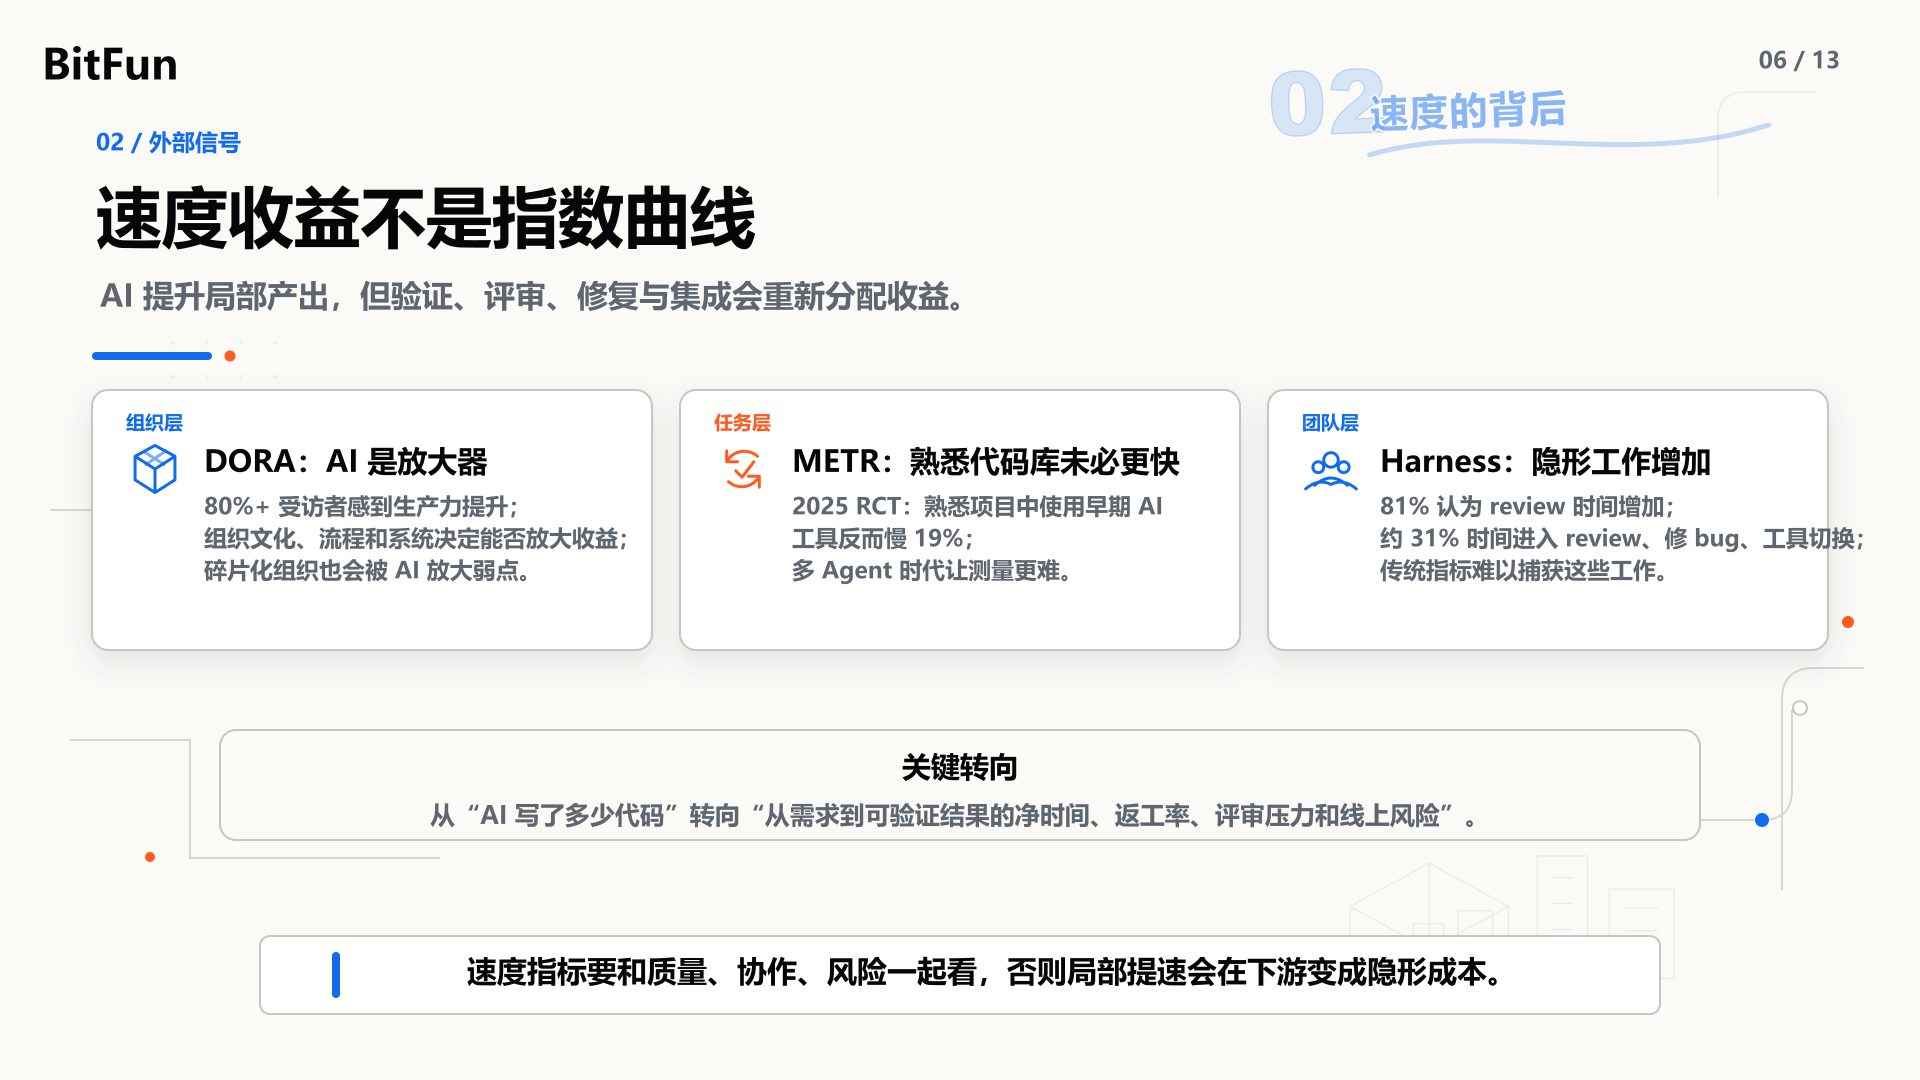 BitFun
06 / 13
02 速度的背后
02 / 外部信号
速度收益不是指数曲线
AI 提升局部产出，但验证、评审、修复与集成会重新分配收益。
组织层
DORA：AI 是放大器
80%+ 受访者感到生产力提升；
组织文化、流程和系统决定能否放大收益；
碎片化组织也会被 AI 放大弱点。
任务层
METR：熟悉代码库未必更快
2025 RCT：熟悉项目中使用早期 AI
工具反而慢 19%；
多 Agent 时代让测量更难。
团队层
Harness：隐形工作增加
81% 认为 review 时间增加；
约 31% 时间进入 review、修 bug、工具切换；
传统指标难以捕获这些工作。
关键转向
从“AI 写了多少代码”转向“从需求到可验证结果的净时间、返工率、评审压力和线上风险”。
速度指标要和质量、协作、风险一起看，否则局部提速会在下游变成隐形成本。